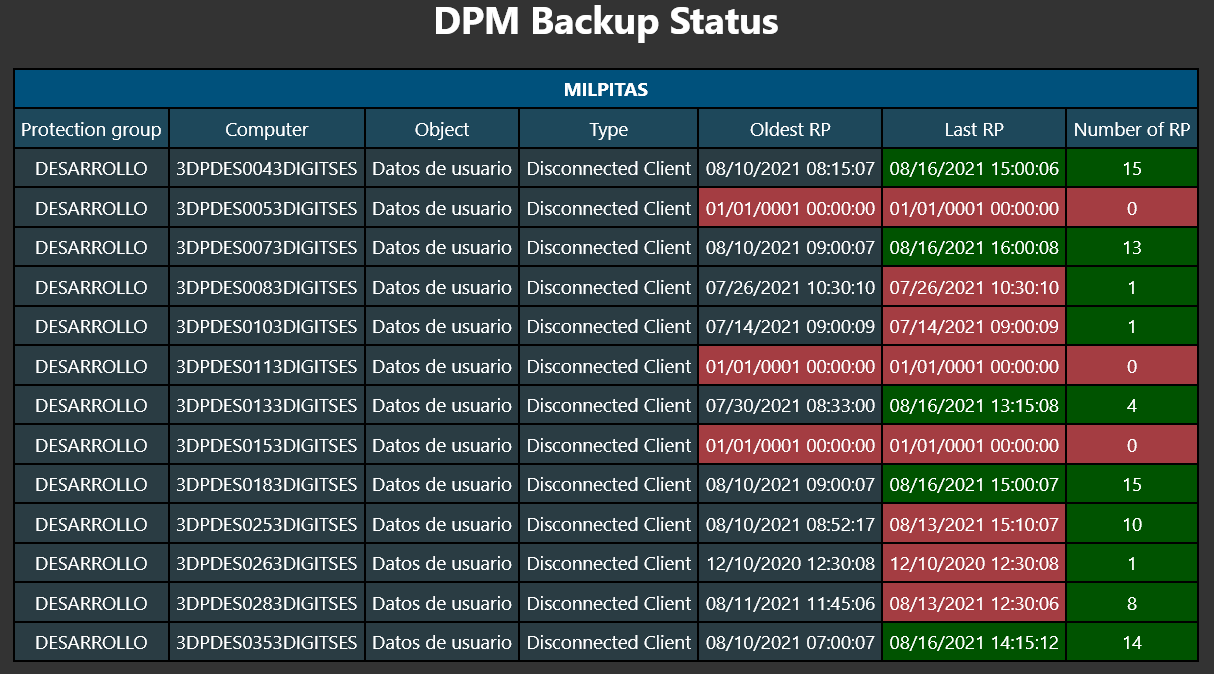 DPM Backup Status
MILPITAS
Protection group Computer Object Type Oldest RP Last RP Number of RP
DESARROLLO 3DPDES0043DIGITSES Datos de usuario Disconnected Client 08/10/2021 08:15:07 08/16/2021 15:00:06 15
DESARROLLO 3DPDES0053DIGITSES Datos de usuario Disconnected Client 01/01/0001 00:00:00 01/01/0001 00:00:00 0
DESARROLLO 3DPDES0073DIGITSES Datos de usuario Disconnected Client 08/10/2021 09:00:07 08/16/2021 16:00:08 13
DESARROLLO 3DPDES0083DIGITSES Datos de usuario Disconnected Client 07/26/2021 10:30:10 07/26/2021 10:30:10 1
DESARROLLO 3DPDES0103DIGITSES Datos de usuario Disconnected Client 07/14/2021 09:00:09 07/14/2021 09:00:09 1
DESARROLLO 3DPDES0113DIGITSES Datos de usuario Disconnected Client 01/01/0001 00:00:00 01/01/0001 00:00:00 0
DESARROLLO 3DPDES0133DIGITSES Datos de usuario Disconnected Client 07/30/2021 08:33:00 08/16/2021 13:15:08 4
DESARROLLO 3DPDES0153DIGITSES Datos de usuario Disconnected Client 01/01/0001 00:00:00 01/01/0001 00:00:00 0
DESARROLLO 3DPDES0183DIGITSES Datos de usuario Disconnected Client 08/10/2021 09:00:07 08/16/2021 15:00:07 15
DESARROLLO 3DPDES0253DIGITSES Datos de usuario Disconnected Client 08/10/2021 08:52:17 08/13/2021 15:10:07 10
DESARROLLO 3DPDES0263DIGITSES Datos de usuario Disconnected Client 12/10/2020 12:30:08 12/10/2020 12:30:08 1
DESARROLLO 3DPDES0283DIGITSES Datos de usuario Disconnected Client 08/11/2021 11:45:06 08/13/2021 12:30:06 8
DESARROLLO 3DPDES0353DIGITSES Datos de usuario Disconnected Client 08/10/2021 07:00:07 08/16/2021 14:15:12 14